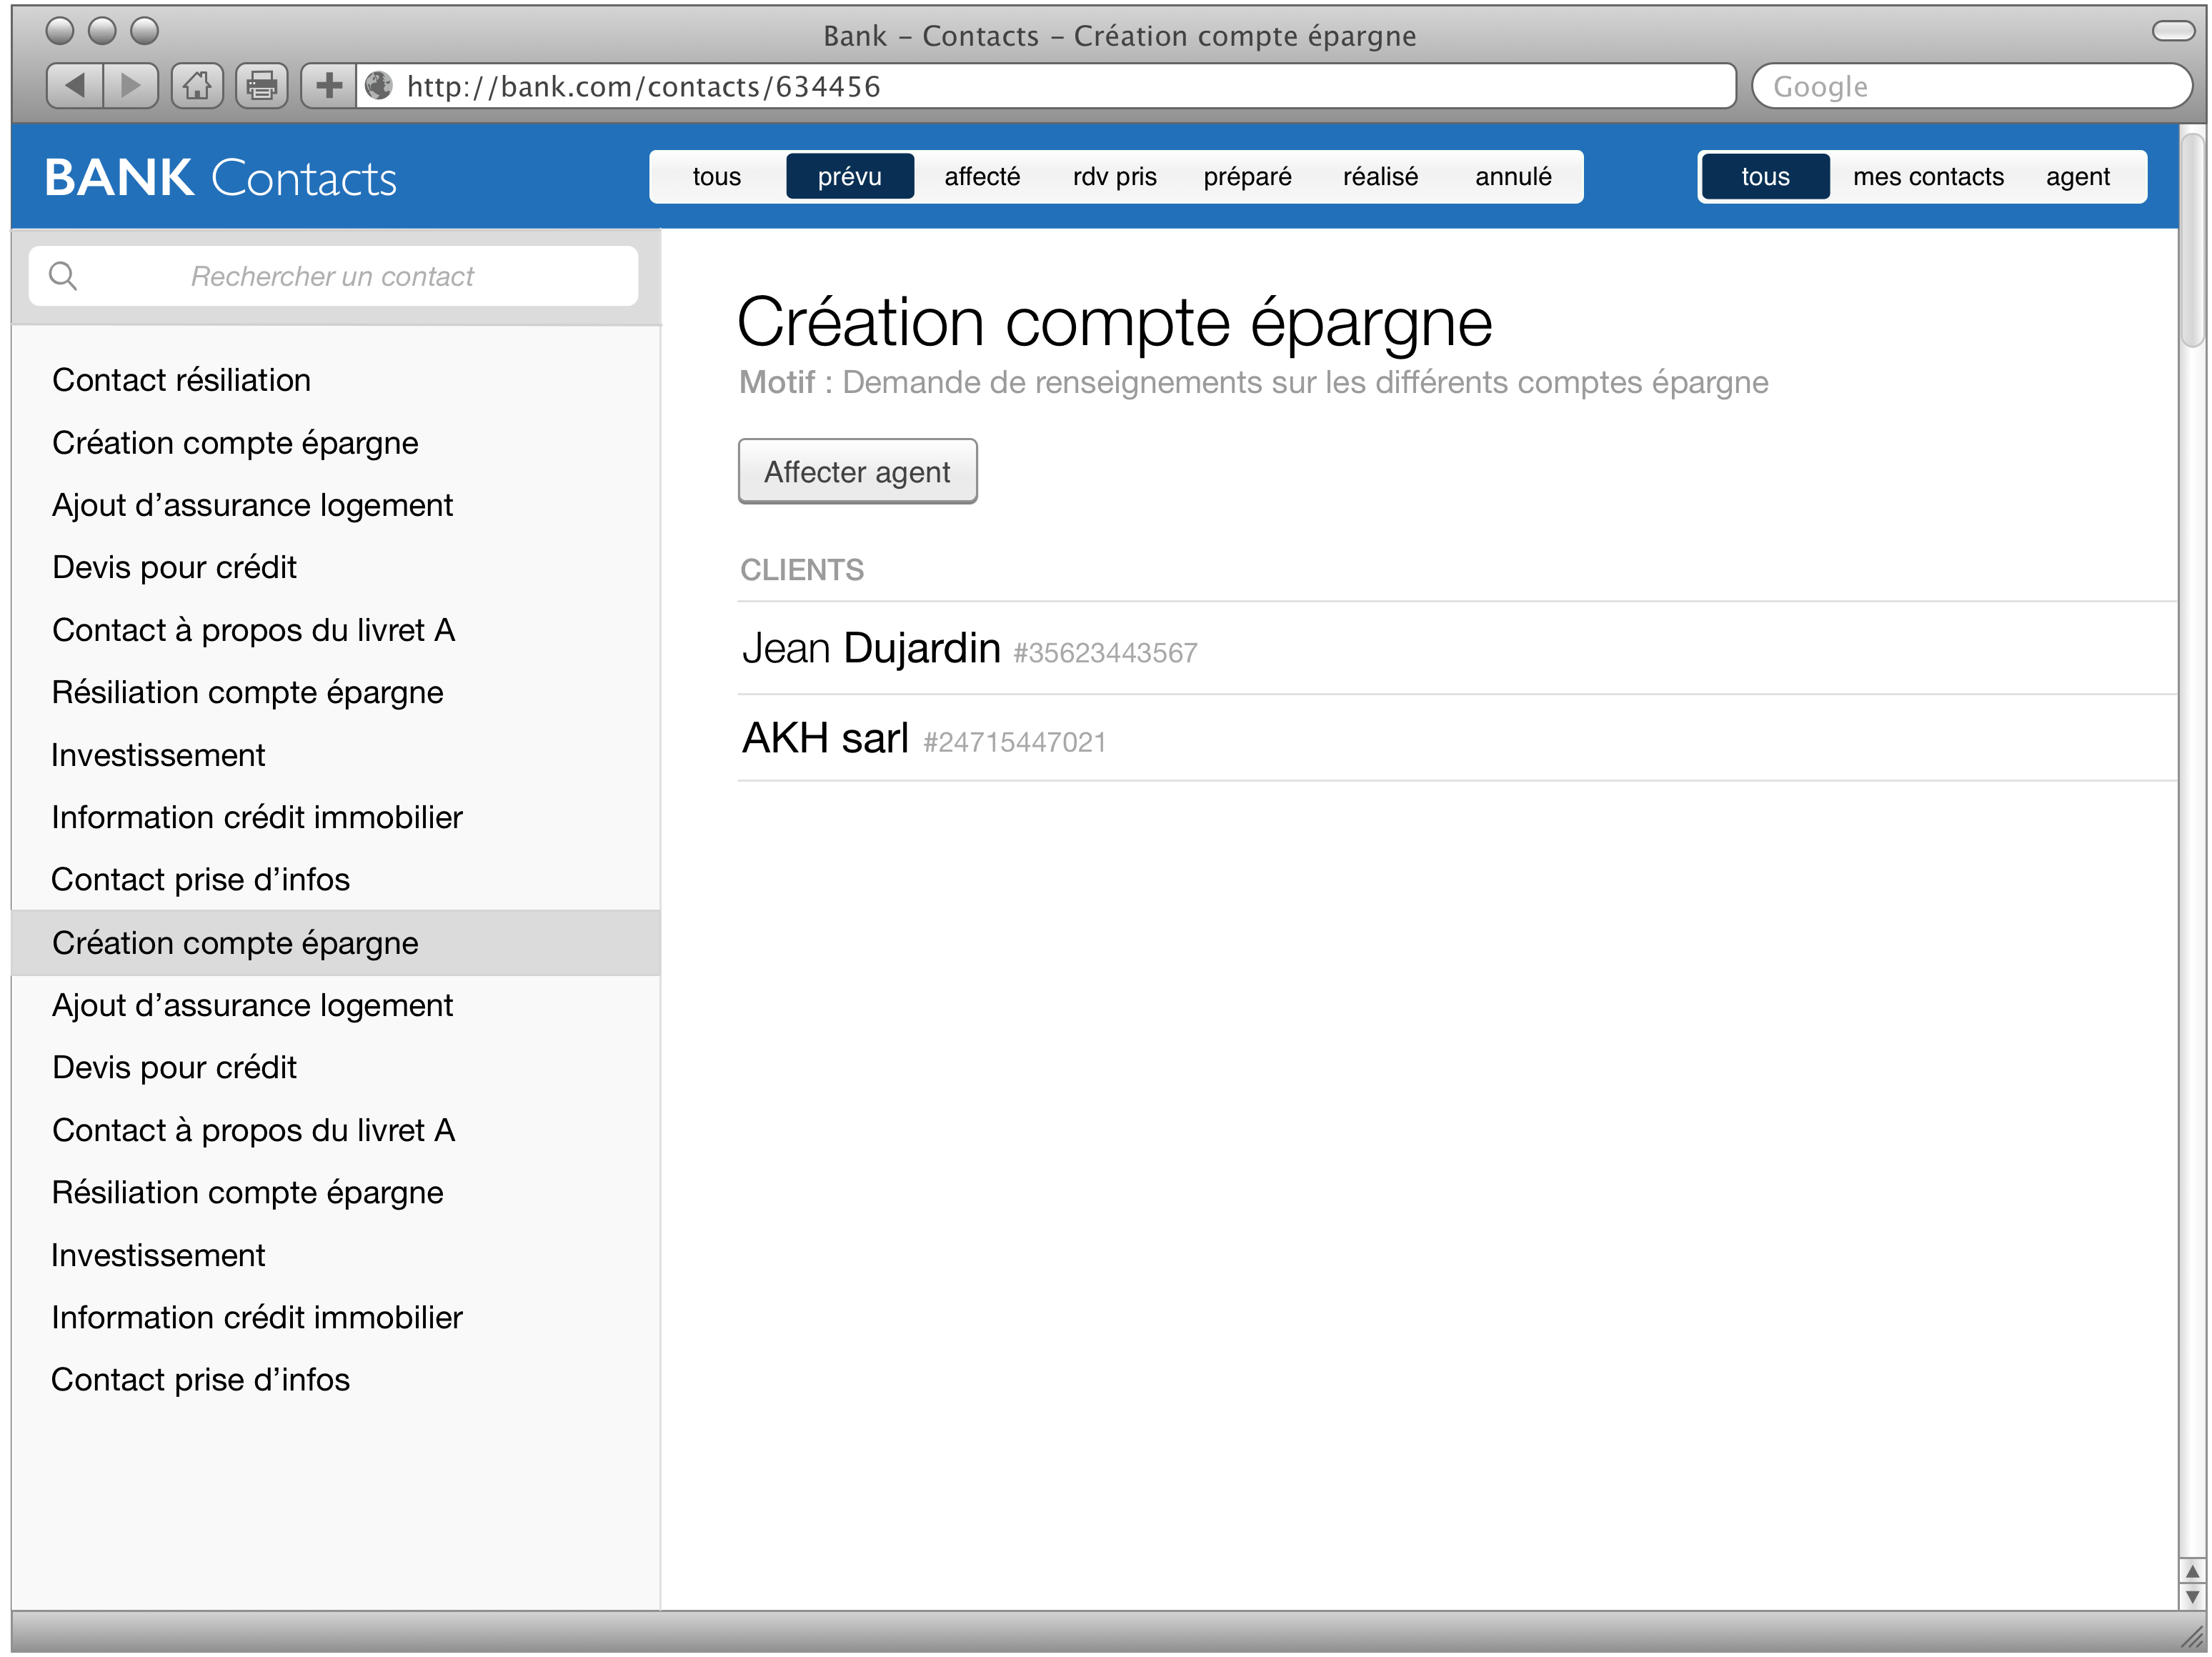 Bank – Contacts – Création compte épargne
http://bank.com/contacts/634456
Google
BANK Contacts
tous prévu affecté rdv pris préparé réalisé annulé
tous mes contacts agent
Rechercher un contact
Contact résiliation
Création compte épargne
Ajout d’assurance logement
Devis pour crédit
Contact à propos du livret A
Résiliation compte épargne
Investissement
Information crédit immobilier
Contact prise d’infos
Création compte épargne
Ajout d’assurance logement
Devis pour crédit
Contact à propos du livret A
Résiliation compte épargne
Investissement
Information crédit immobilier
Contact prise d’infos
Création compte épargne
Motif : Demande de renseignements sur les différents comptes épargne
Affecter agent
CLIENTS
Jean Dujardin #35623443567
AKH sarl #24715447021